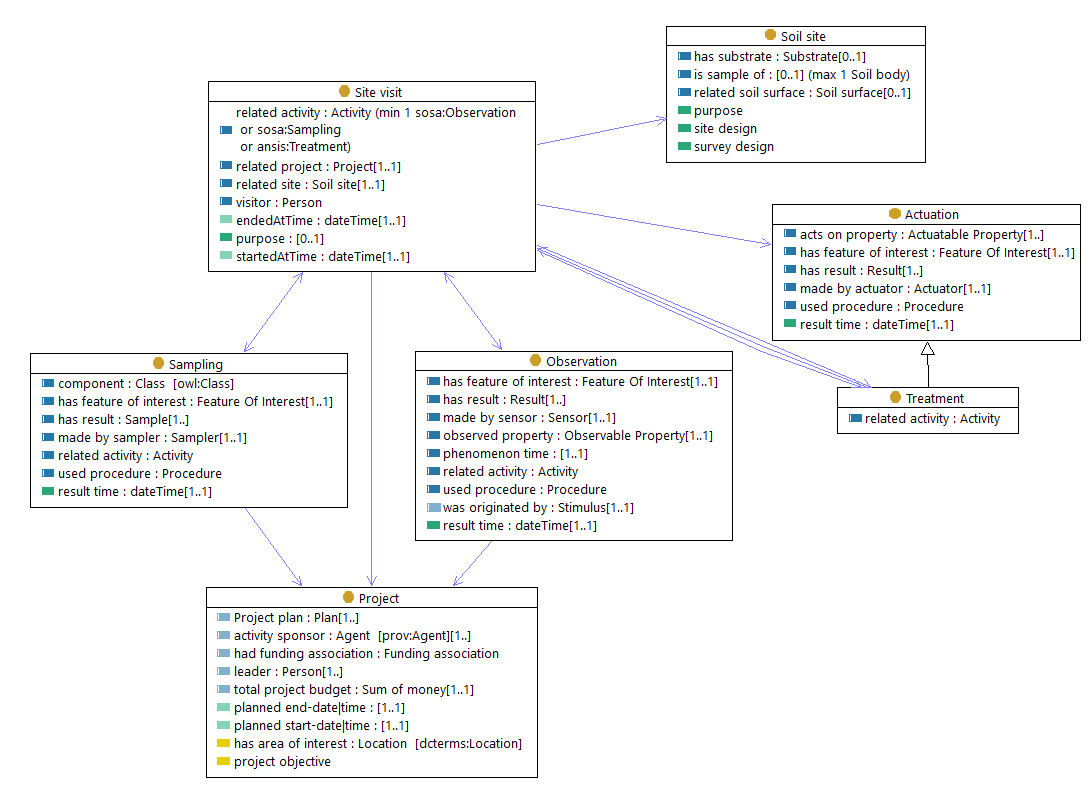 Soil site
has substrate : Substrate[0..1]
is sample of : [0..1] (max 1 Soil body)
related soil surface : Soil surface[0..1]
purpose
site design
survey design
Site visit
related activity : Activity (min 1 sosa:Observation
or sosa:Sampling
or ansis:Treatment)
related project : Project[1..1]
related site : Soil site[1..1]
visitor : Person
endedAtTime : dateTime[1..1]
purpose : [0..1]
startedAtTime : dateTime[1..1]
Actuation
acts on property : Actuatable Property[1..]
has feature of interest : Feature Of Interest[1..1]
has result : Result[1..]
made by actuator : Actuator[1..1]
used procedure : Procedure
result time : dateTime[1..1]
Sampling
component : Class  [owl:Class]
has feature of interest : Feature Of Interest[1..1]
has result : Sample[1..]
made by sampler : Sampler[1..1]
related activity : Activity
used procedure : Procedure
result time : dateTime[1..1]
Observation
has feature of interest : Feature Of Interest[1..1]
has result : Result[1..]
made by sensor : Sensor[1..1]
observed property : Observable Property[1..1]
phenomenon time : [1..1]
related activity : Activity
used procedure : Procedure
was originated by : Stimulus[1..1]
result time : dateTime[1..1]
Treatment
related activity : Activity
Project
Project plan : Plan[1..]
activity sponsor : Agent  [prov:Agent][1..]
had funding association : Funding association
leader : Person[1..]
total project budget : Sum of money[1..1]
planned end-date|time : [1..1]
planned start-date|time : [1..1]
has area of interest : Location  [dcterms:Location]
project objective